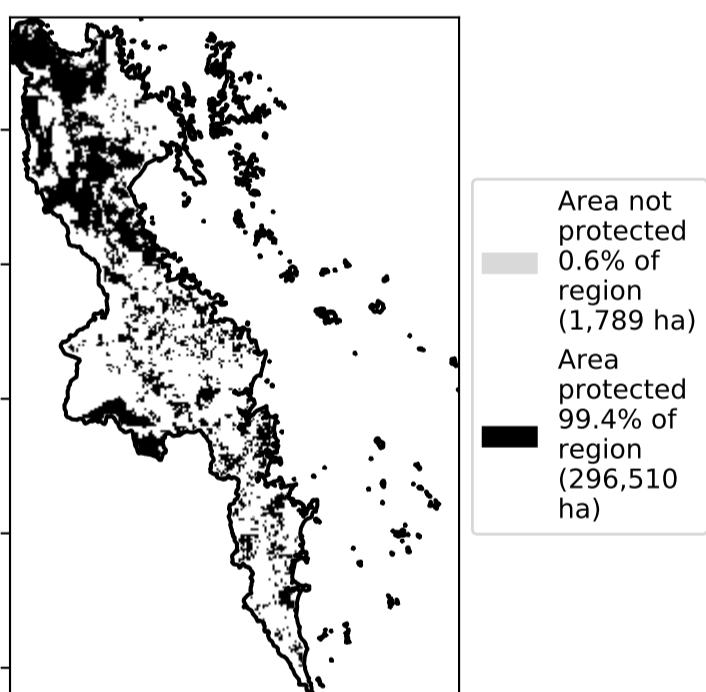 Area not
protected
0.6% of
region
(1,789 ha)
Area
protected
99.4% of
region
(296,510
ha)